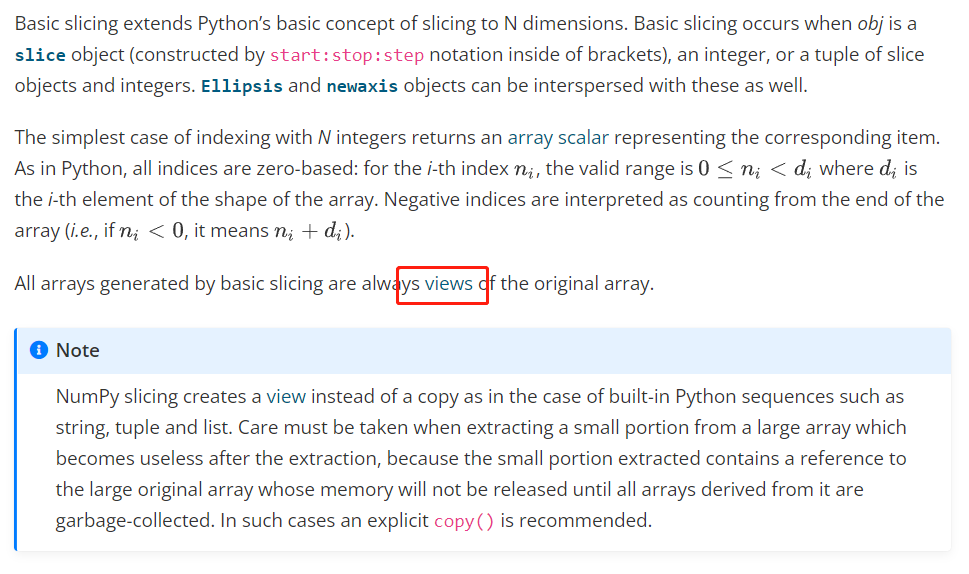 Basic slicing extends Python’s basic concept of slicing to N dimensions. Basic slicing occurs when obj is a
slice object (constructed by start:stop:step notation inside of brackets), an integer, or a tuple of slice
objects and integers. Ellipsis and newaxis objects can be interspersed with these as well.
The simplest case of indexing with N integers returns an array scalar representing the corresponding item.
As in Python, all indices are zero-based: for the i-th index nᵢ, the valid range is 0 ≤ nᵢ < dᵢ where dᵢ is
the i-th element of the shape of the array. Negative indices are interpreted as counting from the end of the
array (i.e., if nᵢ < 0, it means nᵢ + dᵢ).
All arrays generated by basic slicing are always views of the original array.
Note
NumPy slicing creates a view instead of a copy as in the case of built-in Python sequences such as
string, tuple and list. Care must be taken when extracting a small portion from a large array which
becomes useless after the extraction, because the small portion extracted contains a reference to
the large original array whose memory will not be released until all arrays derived from it are
garbage-collected. In such cases an explicit copy() is recommended.